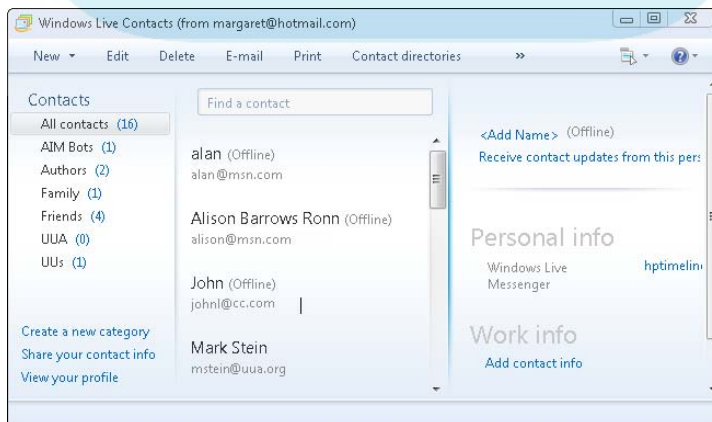 Windows Live Contacts (from margaret@hotmail.com)
New Edit Delete E-mail Print Contact directories »
Contacts
All contacts (16)
AIM Bots (1)
Authors (2)
Family (1)
Friends (4)
UUA (0)
UUs (1)
Create a new category
Share your contact info
View your profile
Find a contact
alan (Offline)
alan@msn.com
Alison Barrows Ronn (Offline)
alison@msn.com
John (Offline)
johnl@cc.com
Mark Stein
mstein@uua.org
<Add Name> (Offline)
Receive contact updates from this pers
Personal info
Windows Live hptimelin
Messenger
Work info
Add contact info